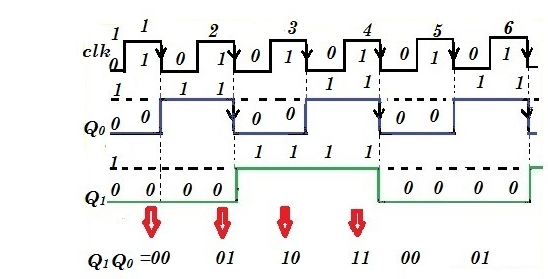 1 1 2 3 4 5 6
clk 0 1 0 1 0 1 0 1 0 1 0 1
1 1 1 1 1 1 1
Q0 0 0 0 0 0 0
1 1 1 1 1
Q1 0 0 0 0 0 0 0 0
Q1Q0 =00 01 10 11 00 01